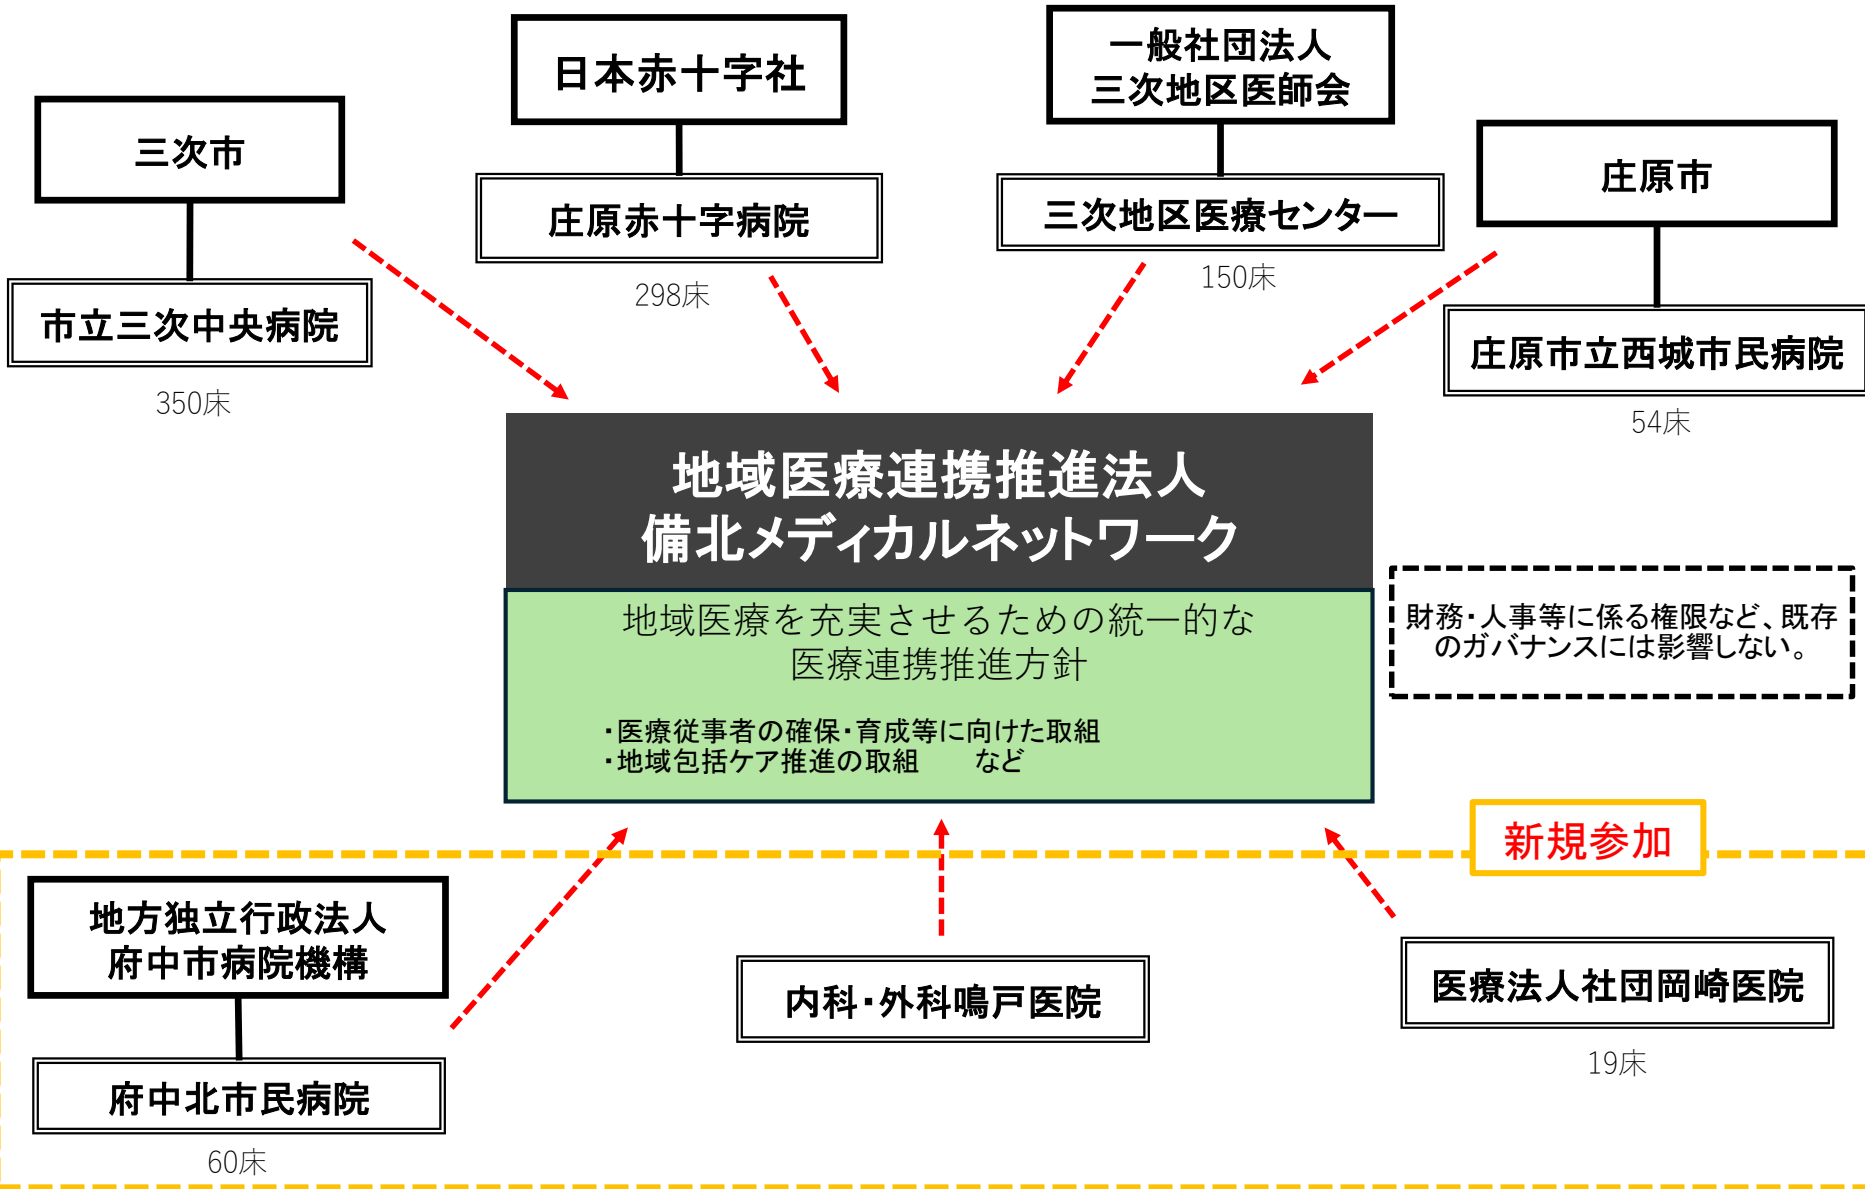 三次市
市立三次中央病院
350床
日本赤十字社
庄原赤十字病院
298床
一般社団法人
三次地区医師会
三次地区医療センター
150床
庄原市
庄原市立西城市民病院
54床
地域医療連携推進法人
備北メディカルネットワーク
地域医療を充実させるための統一的な
医療連携推進方針
・医療従事者の確保・育成等に向けた取組
・地域包括ケア推進の取組　　など
財務・人事等に係る権限など、既存
のガバナンスには影響しない。
新規参加
地方独立行政法人
府中市病院機構
府中北市民病院
60床
内科・外科鳴戸医院
医療法人社団岡崎医院
19床